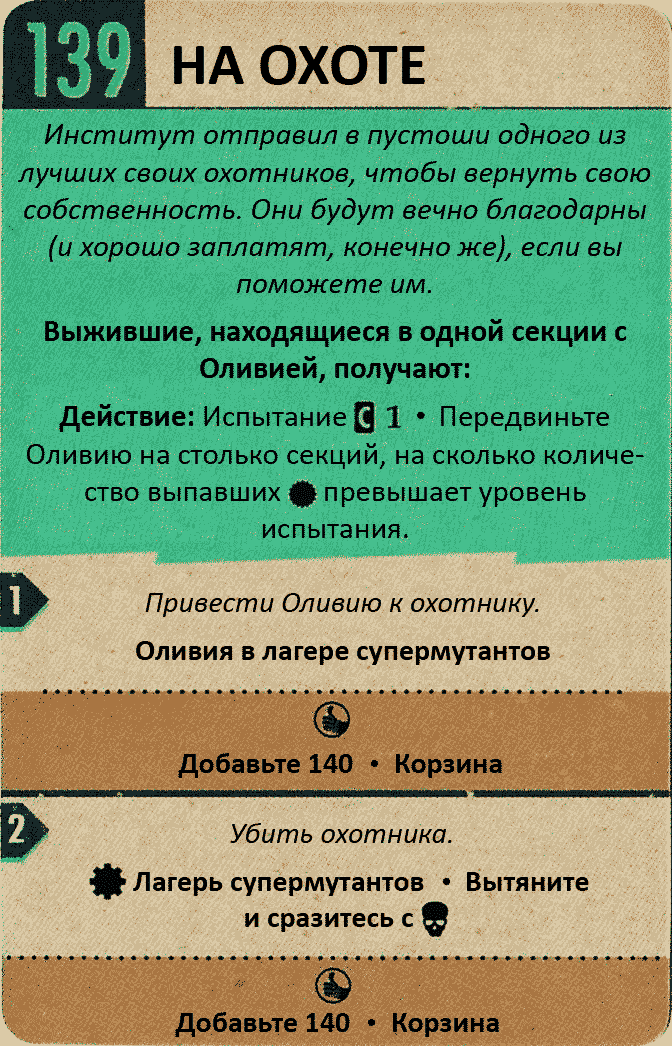 139
НА ОХОТЕ
Институт отправил в пустоши одного из
лучших своих охотников, чтобы вернуть свою
собственность. Они будут вечно благодарны
(и хорошо заплатят, конечно же), если вы
поможете им.
Выжившие, находящиеся в одной секции с
Оливией, получают:
Действие: Испытание C 1 • Передвиньте
Оливию на столько секций, на сколько количе-
ство выпавших превышает уровень
испытания.
1
Привести Оливию к охотнику.
Оливия в лагере супермутантов
Добавьте 140 • Корзина
2
Убить охотника.
Лагерь супермутантов • Вытяните
и сразитесь с
Добавьте 140 • Корзина